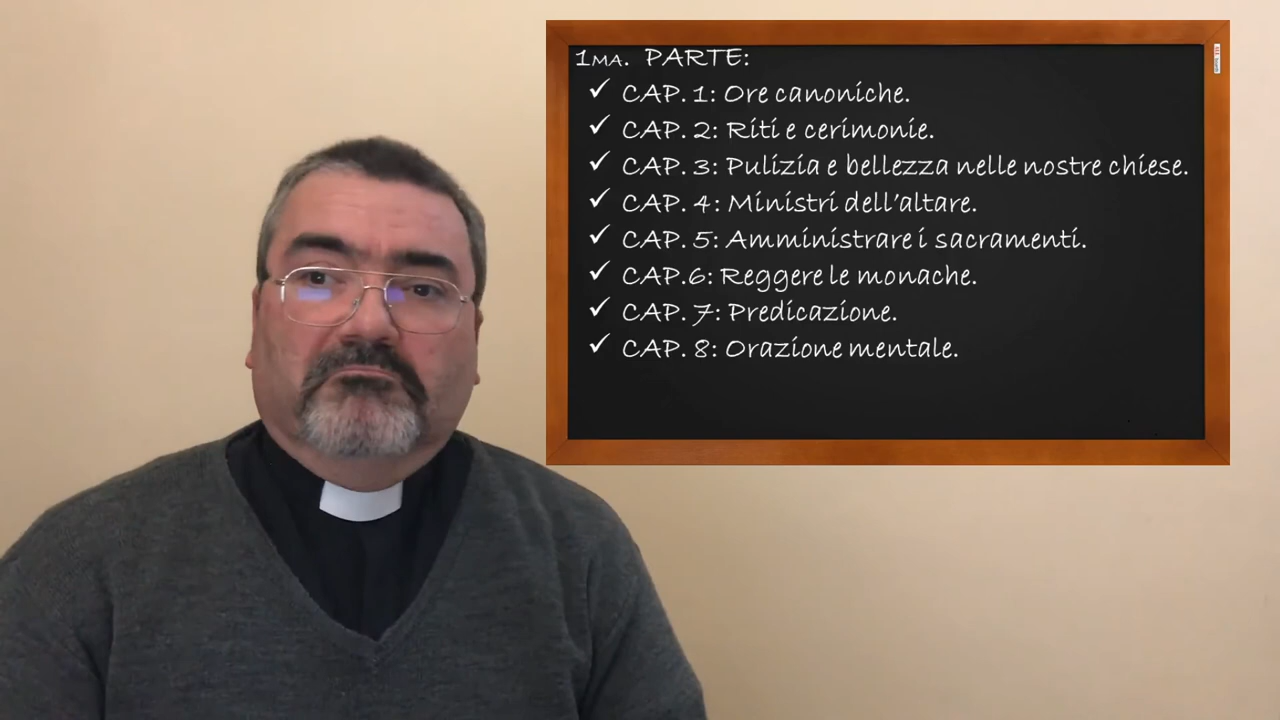 1MA. PARTE:
✓ CAP. 1: Ore canoniche.
✓ CAP. 2: Riti e cerimonie.
✓ CAP. 3: Pulizia e bellezza nelle nostre chiese.
✓ CAP. 4: Ministri dell'altare.
✓ CAP. 5: Amministrare i sacramenti.
✓ CAP.6: Reggere le monache.
✓ CAP. 7: Predicazione.
✓ CAP. 8: Orazione mentale.